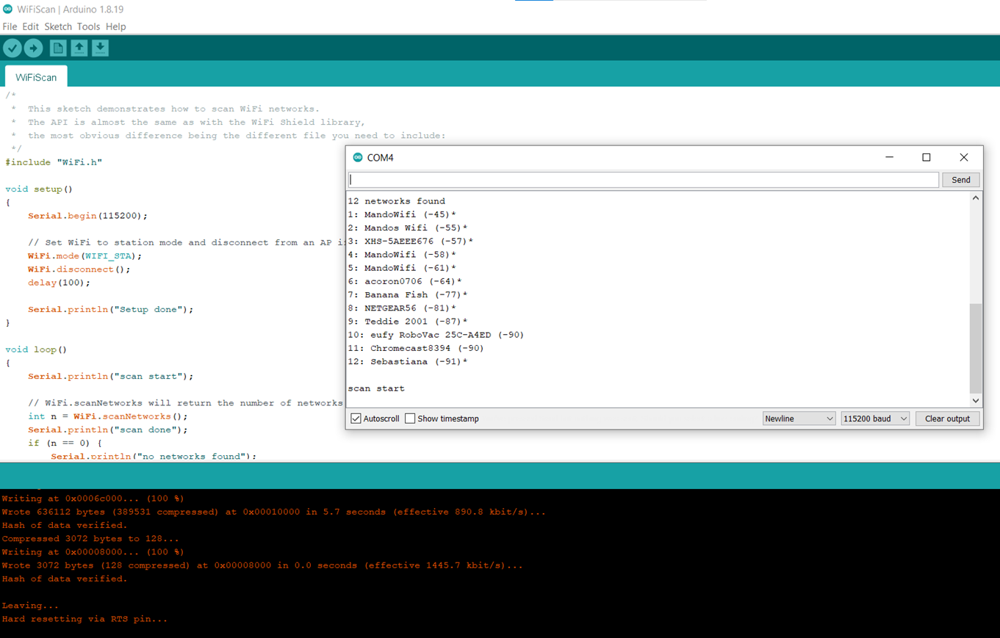 WiFiScan | Arduino 1.8.19
File Edit Sketch Tools Help
WiFiScan
/*
 *  This sketch demonstrates how to scan WiFi networks.
 *  The API is almost the same as with the WiFi Shield library,
 *  the most obvious difference being the different file you need to include:
 */
#include "WiFi.h"
void setup()
{
    Serial.begin(115200);
    // Set WiFi to station mode and disconnect from an AP i
    WiFi.mode(WIFI_STA);
    WiFi.disconnect();
    delay(100);
    Serial.println("Setup done");
}
void loop()
{
    Serial.println("scan start");
    // WiFi.scanNetworks will return the number of networks
    int n = WiFi.scanNetworks();
    Serial.println("scan done");
    if (n == 0) {
        Serial.println("no networks found");
COM4
Send
12 networks found
1: MandoWifi (-45)*
2: Mandos Wifi (-55)*
3: XHS-5AEEE676 (-57)*
4: MandoWifi (-58)*
5: MandoWifi (-61)*
6: acoron0706 (-64)*
7: Banana Fish (-77)*
8: NETGEAR56 (-81)*
9: Teddie 2001 (-87)*
10: eufy RoboVac 25C-A4ED (-90)
11: Chromecast8394 (-90)
12: Sebastiana (-91)*
scan start
Autoscroll Show timestamp Newline 115200 baud Clear output
Writing at 0x0006c000... (100 %)
Wrote 636112 bytes (389531 compressed) at 0x00010000 in 5.7 seconds (effective 890.8 kbit/s)...
Hash of data verified.
Compressed 3072 bytes to 128...
Writing at 0x00008000... (100 %)
Wrote 3072 bytes (128 compressed) at 0x00008000 in 0.0 seconds (effective 1445.7 kbit/s)...
Hash of data verified.
Leaving...
Hard resetting via RTS pin...